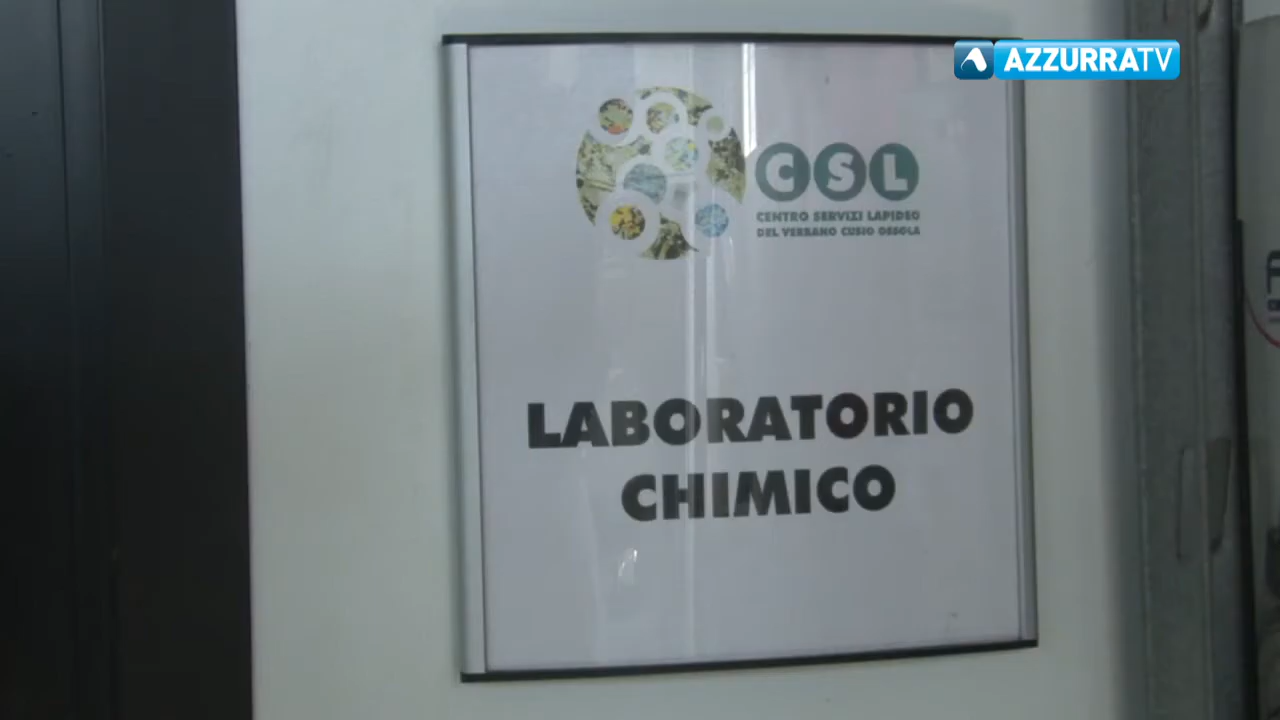 AZZURRATV
CSL
CENTRO SERVIZI LAPIDEO
DEL VERBANO CUSIO OSSOLA
LABORATORIO
CHIMICO